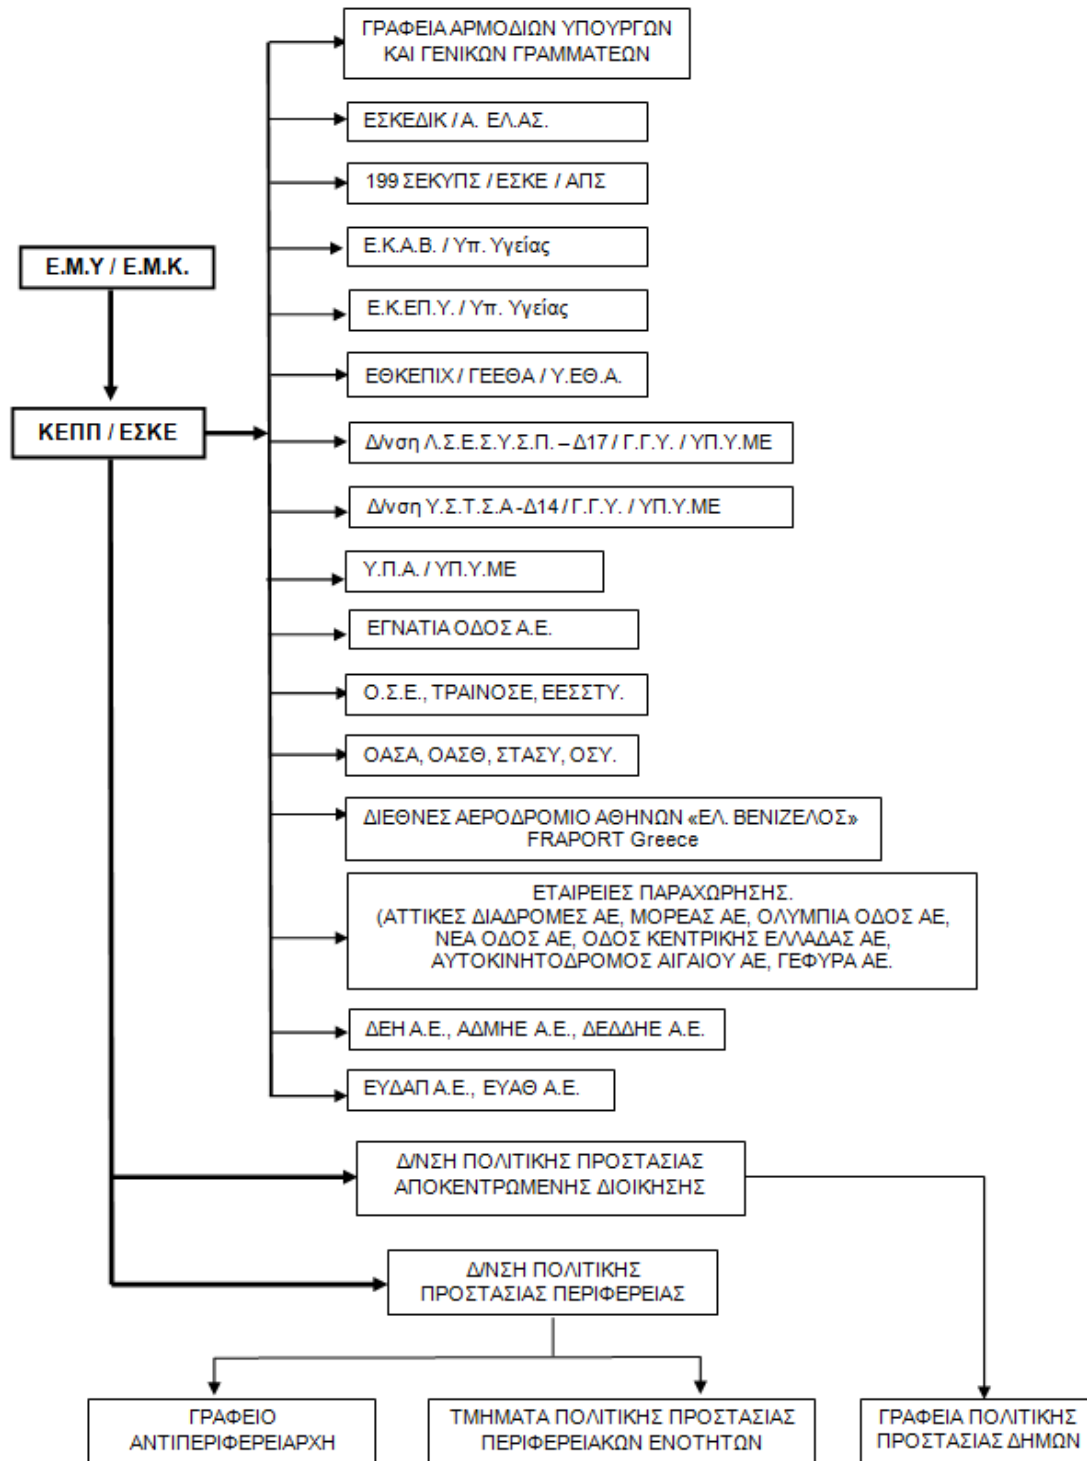 ΓΡΑΦΕΙΑ ΑΡΜΟΔΙΩΝ ΥΠΟΥΡΓΩΝ
ΚΑΙ ΓΕΝΙΚΩΝ ΓΡΑΜΜΑΤΕΩΝ
ΕΣΚΕΔΙΚ / Α. ΕΛ.ΑΣ.
199 ΣΕΚΥΠΣ / ΕΣΚΕ / ΑΠΣ
Ε.Μ.Υ / Ε.Μ.Κ.
Ε.Κ.Α.Β. / Υπ. Υγείας
Ε.Κ.ΕΠ.Υ. / Υπ. Υγείας
ΕΘΚΕΠΙΧ / ΓΕΕΘΑ / Υ.ΕΘ.Α.
ΚΕΠΠ / ΕΣΚΕ
Δ/νση Λ.Σ.Ε.Σ.Υ.Σ.Π. – Δ17 / Γ.Γ.Υ. / ΥΠ.Υ.ΜΕ
Δ/νση Υ.Σ.Τ.Σ.Α -Δ14 / Γ.Γ.Υ. / ΥΠ.Υ.ΜΕ
Υ.Π.Α. / ΥΠ.Υ.ΜΕ
ΕΓΝΑΤΙΑ ΟΔΟΣ Α.Ε.
Ο.Σ.Ε., ΤΡΑΙΝΟΣΕ, ΕΕΣΣΤΥ.
ΟΑΣΑ, ΟΑΣΘ, ΣΤΑΣΥ, ΟΣΥ.
ΔΙΕΘΝΕΣ ΑΕΡΟΔΡΟΜΙΟ ΑΘΗΝΩΝ «ΕΛ. ΒΕΝΙΖΕΛΟΣ»
FRAPORT Greece
ΕΤΑΙΡΕΙΕΣ ΠΑΡΑΧΩΡΗΣΗΣ.
(ΑΤΤΙΚΕΣ ΔΙΑΔΡΟΜΕΣ ΑΕ, ΜΟΡΕΑΣ ΑΕ, ΟΛΥΜΠΙΑ ΟΔΟΣ ΑΕ,
ΝΕΑ ΟΔΟΣ ΑΕ, ΟΔΟΣ ΚΕΝΤΡΙΚΗΣ ΕΛΛΑΔΑΣ ΑΕ,
ΑΥΤΟΚΙΝΗΤΟΔΡΟΜΟΣ ΑΙΓΑΙΟΥ ΑΕ, ΓΕΦΥΡΑ ΑΕ.
ΔΕΗ Α.Ε., ΑΔΜΗΕ Α.Ε., ΔΕΔΔΗΕ Α.Ε.
ΕΥΔΑΠ Α.Ε., ΕΥΑΘ Α.Ε.
Δ/ΝΣΗ ΠΟΛΙΤΙΚΗΣ ΠΡΟΣΤΑΣΙΑΣ
ΑΠΟΚΕΝΤΡΩΜΕΝΗΣ ΔΙΟΙΚΗΣΗΣ
Δ/ΝΣΗ ΠΟΛΙΤΙΚΗΣ
ΠΡΟΣΤΑΣΙΑΣ ΠΕΡΙΦΕΡΕΙΑΣ
ΓΡΑΦΕΙΟ
ΑΝΤΙΠΕΡΙΦΕΡΕΙΑΡΧΗ
ΤΜΗΜΑΤΑ ΠΟΛΙΤΙΚΗΣ ΠΡΟΣΤΑΣΙΑΣ
ΠΕΡΙΦΕΡΕΙΑΚΩΝ ΕΝΟΤΗΤΩΝ
ΓΡΑΦΕΙΑ ΠΟΛΙΤΙΚΗΣ
ΠΡΟΣΤΑΣΙΑΣ ΔΗΜΩΝ